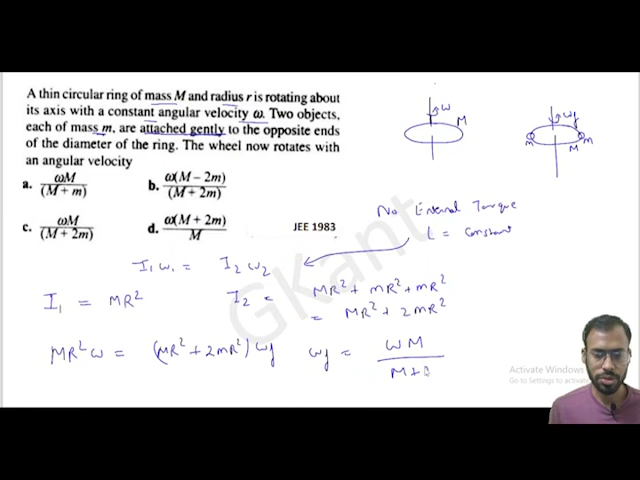 A thin circular ring of mass M and radius r is rotating about
its axis with a constant angular velocity ω. Two objects,
each of mass m, are attached gently to the opposite ends
of the diameter of the ring. The wheel now rotates with
an angular velocity
a. ωM/(M + m) b. ω(M – 2m)/(M + 2m)
c. ωM/(M + 2m) d. ω(M + 2m)/M
JEE 1983
ω
M
ωf
m
m
M
No External Torque
L = constant
I₁ω₁ = I₂ω₂
I₁ = MR² I₂ = MR² + mR² + mR²
= MR² + 2mR²
MR²ω = (MR² + 2mR²)ωf ωf = ωM/M+
GKant
Activate Windows
Go to Settings to activate